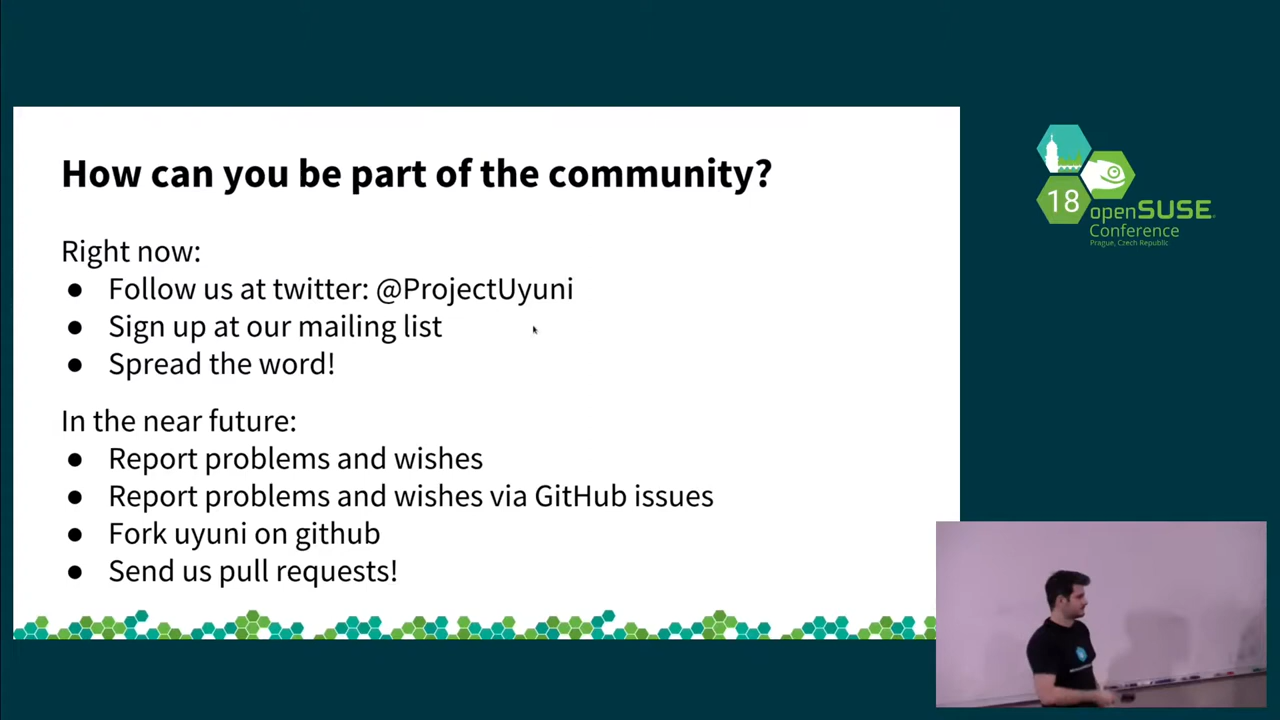 How can you be part of the community?
Right now:
● Follow us at twitter: @ProjectUyuni
● Sign up at our mailing list
● Spread the word!
In the near future:
● Report problems and wishes
● Report problems and wishes via GitHub issues
● Fork uyuni on github
● Send us pull requests!
18
openSUSE
Conference
Prague, Czech Republic